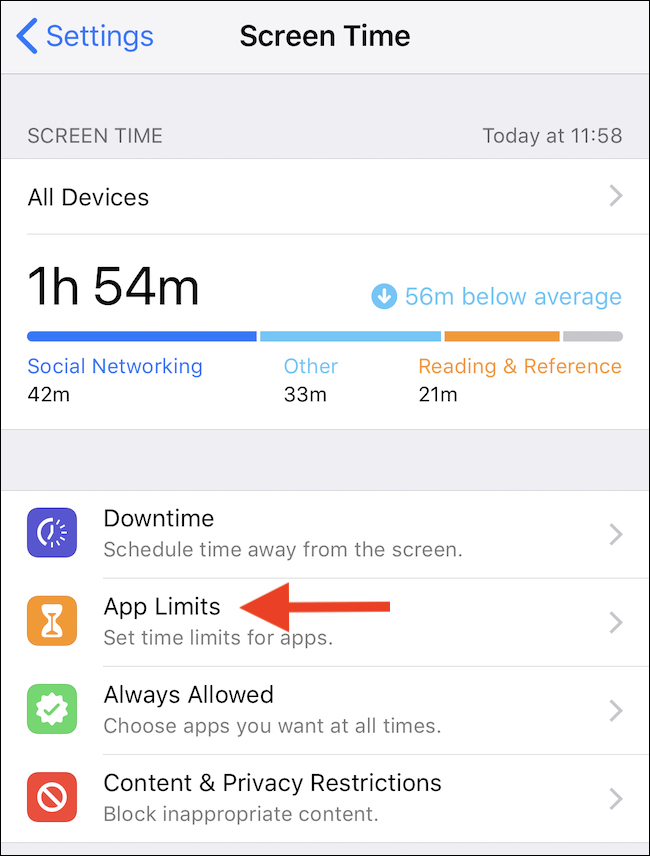 Settings
Screen Time
SCREEN TIME
Today at 11:58
All Devices
1h 54m
56m below average
Social Networking
Other
Reading & Reference
42m
33m
21m
Downtime
Schedule time away from the screen.
App Limits
Set time limits for apps.
Always Allowed
Choose apps you want at all times.
Content & Privacy Restrictions
Block inappropriate content.